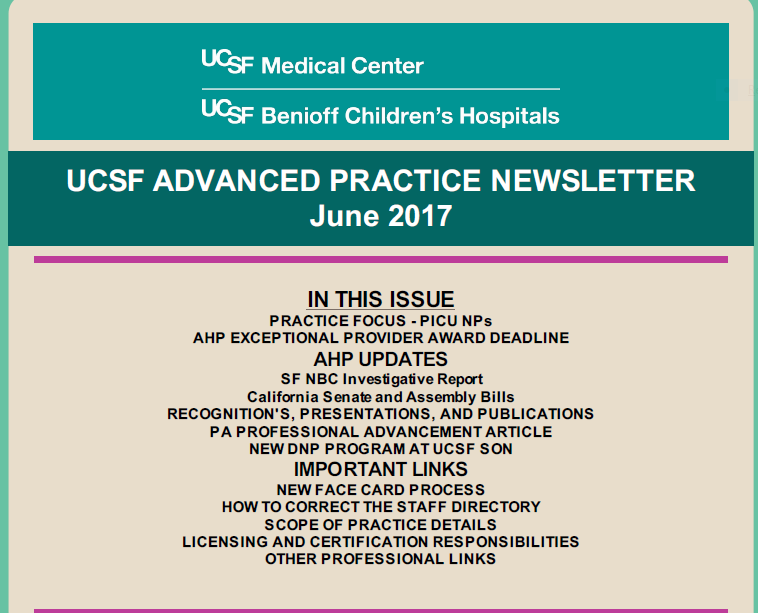 UCSF Medical Center
UCSF Benioff Children's Hospitals
UCSF ADVANCED PRACTICE NEWSLETTER
June 2017
IN THIS ISSUE
PRACTICE FOCUS - PICU NPs
AHP EXCEPTIONAL PROVIDER AWARD DEADLINE
AHP UPDATES
SF NBC Investigative Report
California Senate and Assembly Bills
RECOGNITION'S, PRESENTATIONS, AND PUBLICATIONS
PA PROFESSIONAL ADVANCEMENT ARTICLE
NEW DNP PROGRAM AT UCSF SON
IMPORTANT LINKS
NEW FACE CARD PROCESS
HOW TO CORRECT THE STAFF DIRECTORY
SCOPE OF PRACTICE DETAILS
LICENSING AND CERTIFICATION RESPONSIBILITIES
OTHER PROFESSIONAL LINKS